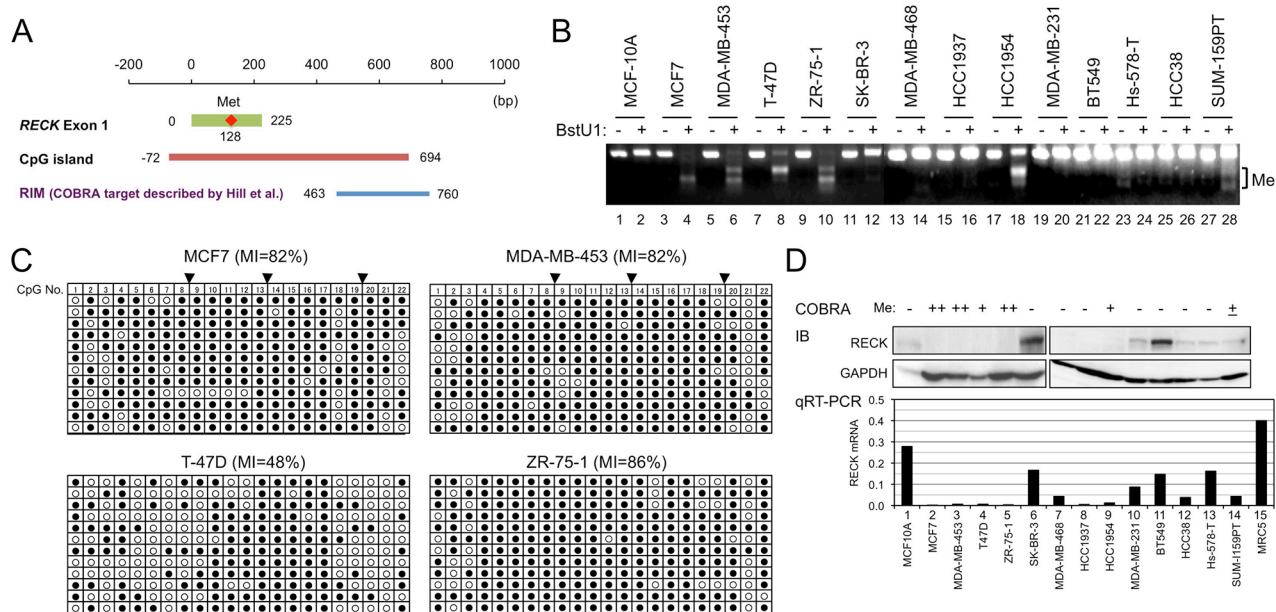 A
-200 0 200 400 600 800 1000
(bp)
Met
RECK Exon 1
0
225
128
CpG island
-72
694
RIM (COBRA target described by Hill et al.)
463
760
B
MCF-10A
MCF7
MDA-MB-453
T-47D
ZR-75-1
SK-BR-3
MDA-MB-468
HCC1937
HCC1954
MDA-MB-231
BT549
Hs-578-T
HCC38
SUM-159PT
BstU1: - + - + - + - + - + - + - + - + - + - + - + - + - + - +
Me
1 2 3 4 5 6 7 8 9 10 11 12 13 14 15 16 17 18 19 20 21 22 23 24 25 26 27 28
C
MCF7 (MI=82%)
CpG No. 1 2 3 4 5 6 7 8 9 10 11 12 13 14 15 16 17 18 19 20 21 22
MDA-MB-453 (MI=82%)
1 2 3 4 5 6 7 8 9 10 11 12 13 14 15 16 17 18 19 20 21 22
T-47D (MI=48%)
ZR-75-1 (MI=86%)
D
COBRA Me: - ++ ++ + ++ - - - + - - - - ±
IB
RECK
GAPDH
qRT-PCR
RECK mRNA
0.5
0.4
0.3
0.2
0.1
0.0
1 2 3 4 5 6 7 8 9 10 11 12 13 14 15
MCF10A
MCF7
MDA-MB-453
T47D
ZR-75-1
SK-BR-3
MDA-MB-468
HCC1937
HCC1954
MDA-MB-231
BT549
HCC38
Hs-578-T
SUM-I159PT
MRC5